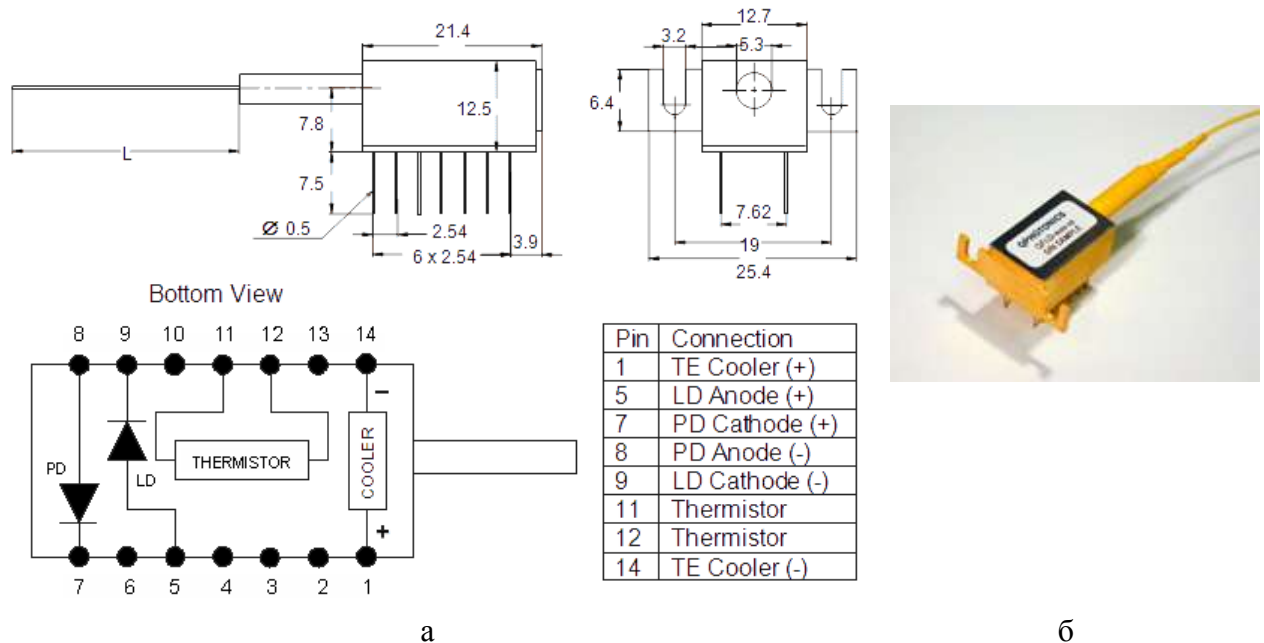 21.4
12.5
7.8
L
7.5
Ø 0.5
2.54
6 x 2.54
3.9
12.7
3.2
5.3
6.4
7.62
19
25.4
QPHOTONICS
Bottom View
8 9 10 11 12 13 14
PD
LD
THERMISTOR
COOLER
−
+
7 6 5 4 3 2 1
Pin Connection
1 TE Cooler (+)
5 LD Anode (+)
7 PD Cathode (+)
8 PD Anode (-)
9 LD Cathode (-)
11 Thermistor
12 Thermistor
14 TE Cooler (-)
а
б